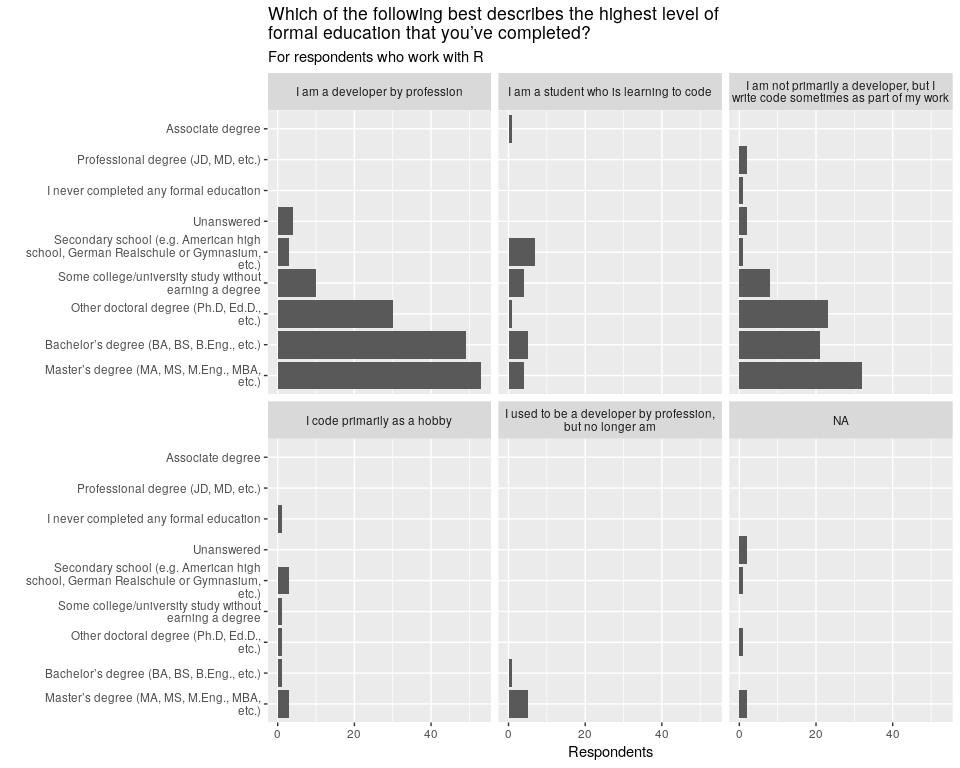 Which of the following best describes the highest level of
formal education that you’ve completed?
For respondents who work with R
I am a developer by profession
I am a student who is learning to code
I am not primarily a developer, but I
write code sometimes as part of my work
Associate degree
Professional degree (JD, MD, etc.)
I never completed any formal education
Unanswered
Secondary school (e.g. American high
school, German Realschule or Gymnasium,
etc.)
Some college/university study without
earning a degree
Other doctoral degree (Ph.D, Ed.D.,
etc.)
Bachelor’s degree (BA, BS, B.Eng., etc.)
Master’s degree (MA, MS, M.Eng., MBA,
etc.)
I code primarily as a hobby
I used to be a developer by profession,
but no longer am
NA
Associate degree
Professional degree (JD, MD, etc.)
I never completed any formal education
Unanswered
Secondary school (e.g. American high
school, German Realschule or Gymnasium,
etc.)
Some college/university study without
earning a degree
Other doctoral degree (Ph.D, Ed.D.,
etc.)
Bachelor’s degree (BA, BS, B.Eng., etc.)
Master’s degree (MA, MS, M.Eng., MBA,
etc.)
0 20 40 0 20 40 0 20 40
Respondents